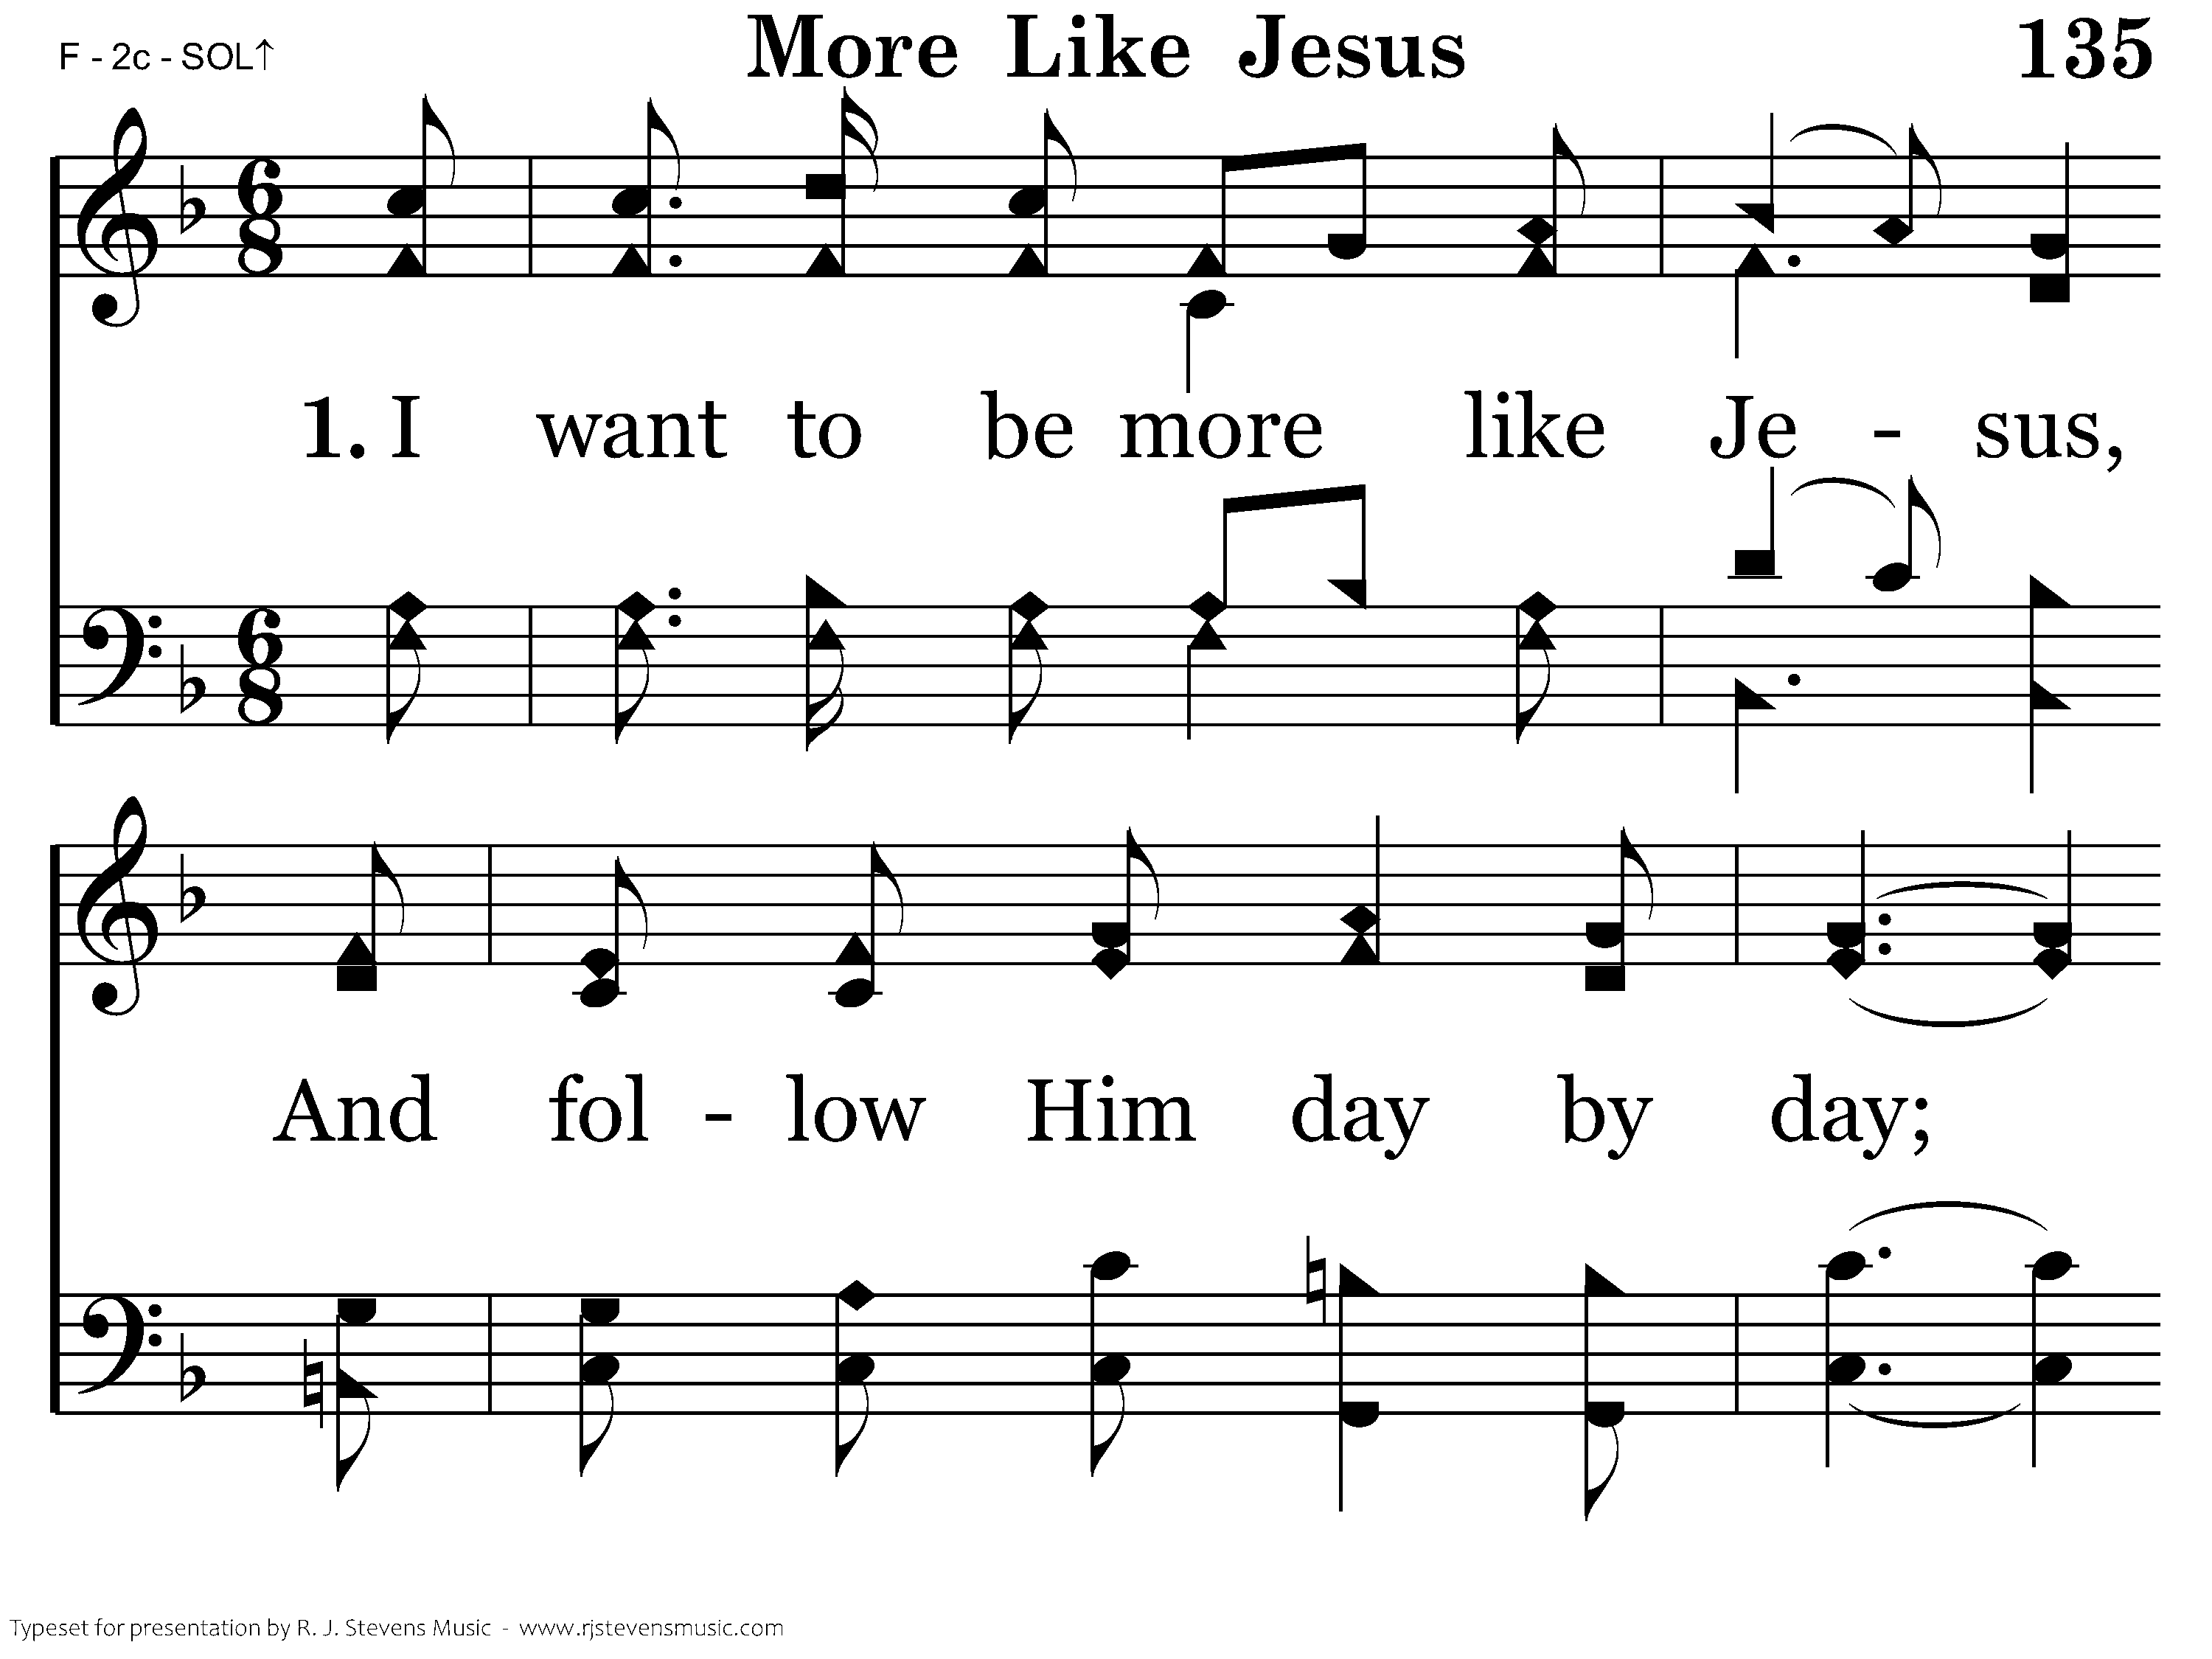 F - 2c - SOL↑
More Like Jesus
135
1. I want to be more like Je - sus,
And fol - low Him day by day;
Typeset for presentation by R. J. Stevens Music - www.rjstevensmusic.com